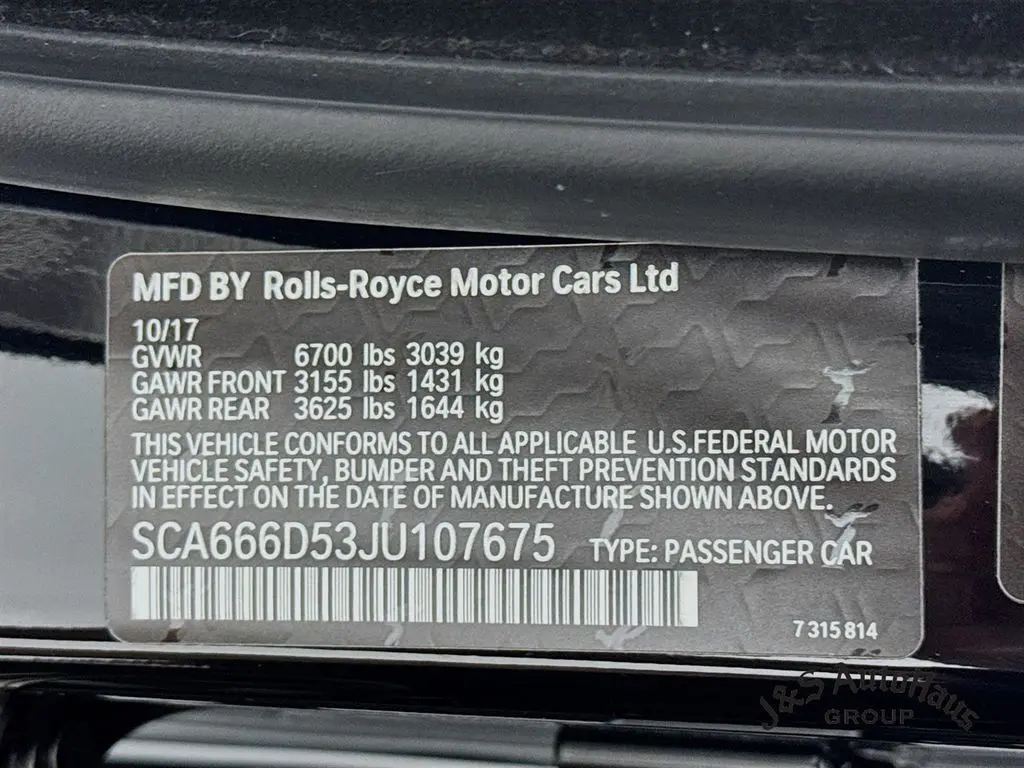 MFD BY Rolls-Royce Motor Cars Ltd
10/17
GVWR 6700 lbs 3039 kg
GAWR FRONT 3155 lbs 1431 kg
GAWR REAR 3625 lbs 1644 kg
THIS VEHICLE CONFORMS TO ALL APPLICABLE U.S.FEDERAL MOTOR
VEHICLE SAFETY, BUMPER AND THEFT PREVENTION STANDARDS
IN EFFECT ON THE DATE OF MANUFACTURE SHOWN ABOVE.
SCA666D53JU107675 TYPE: PASSENGER CAR
7 315 814
J&S AutoHaus
GROUP